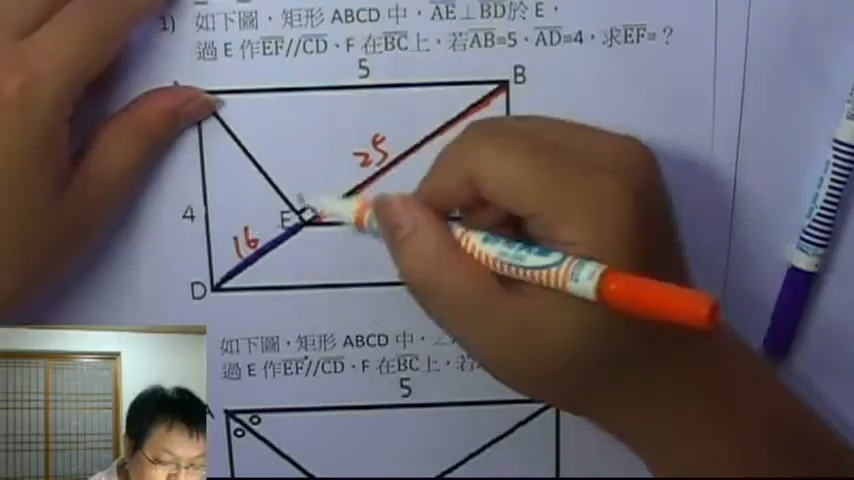 1) 如下圖，矩形 ABCD 中，AE⊥BD於 E，
過 E 作EF//CD，F 在BC上，若AB=5，AD=4，求EF=？
5
B
25
4
E
16
D
如下圖，矩形 ABCD 中，
過 E 作EF//CD，F 在BC上，若
5
A